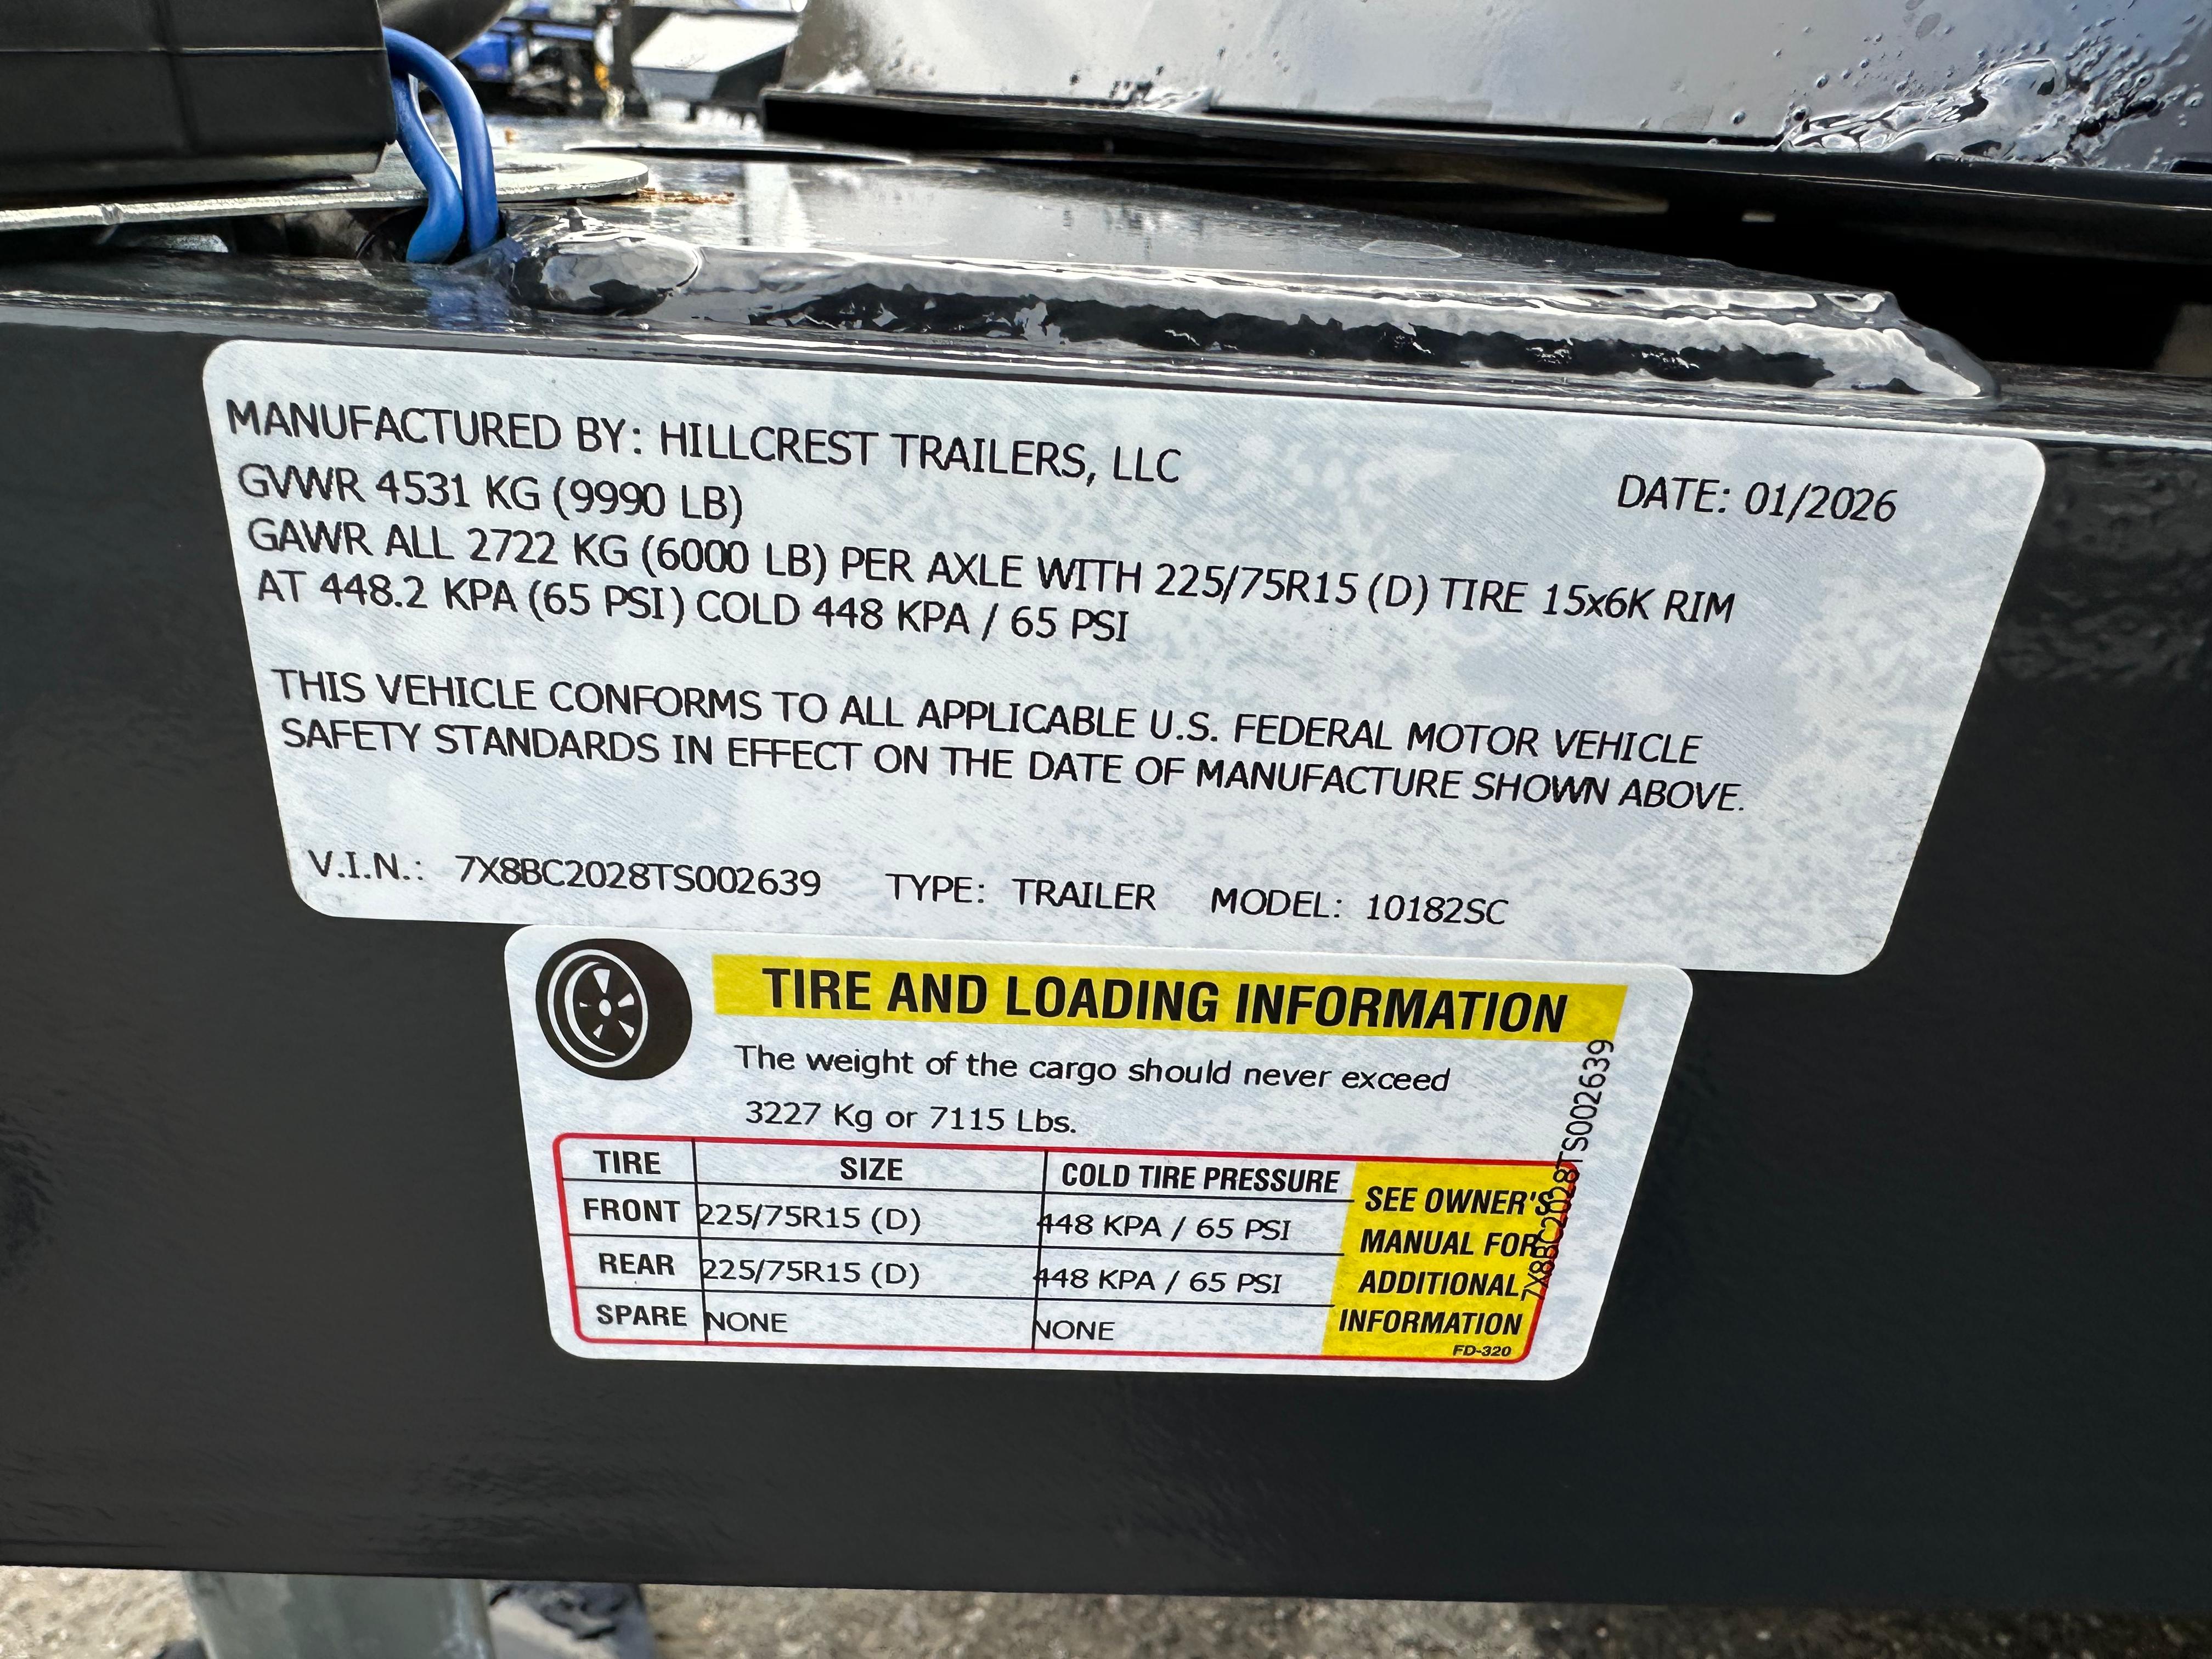 MANUFACTURED BY: HILLCREST TRAILERS, LLC
DATE: 01/2026
GVWR 4531 KG (9990 LB)
GAWR ALL 2722 KG (6000 LB) PER AXLE WITH 225/75R15 (D) TIRE 15x6K RIM
AT 448.2 KPA (65 PSI) COLD 448 KPA / 65 PSI
THIS VEHICLE CONFORMS TO ALL APPLICABLE U.S. FEDERAL MOTOR VEHICLE
SAFETY STANDARDS IN EFFECT ON THE DATE OF MANUFACTURE SHOWN ABOVE.
V.I.N.: 7X8BC2028TS002639 TYPE: TRAILER MODEL: 10182SC
TIRE AND LOADING INFORMATION
The weight of the cargo should never exceed
3227 Kg or 7115 Lbs.
TIRE SIZE COLD TIRE PRESSURE
FRONT 225/75R15 (D) 448 KPA / 65 PSI
REAR 225/75R15 (D) 448 KPA / 65 PSI
SPARE NONE NONE
SEE OWNER'S
MANUAL FOR
ADDITIONAL
INFORMATION
FD-320
7X8BC2028TS002639